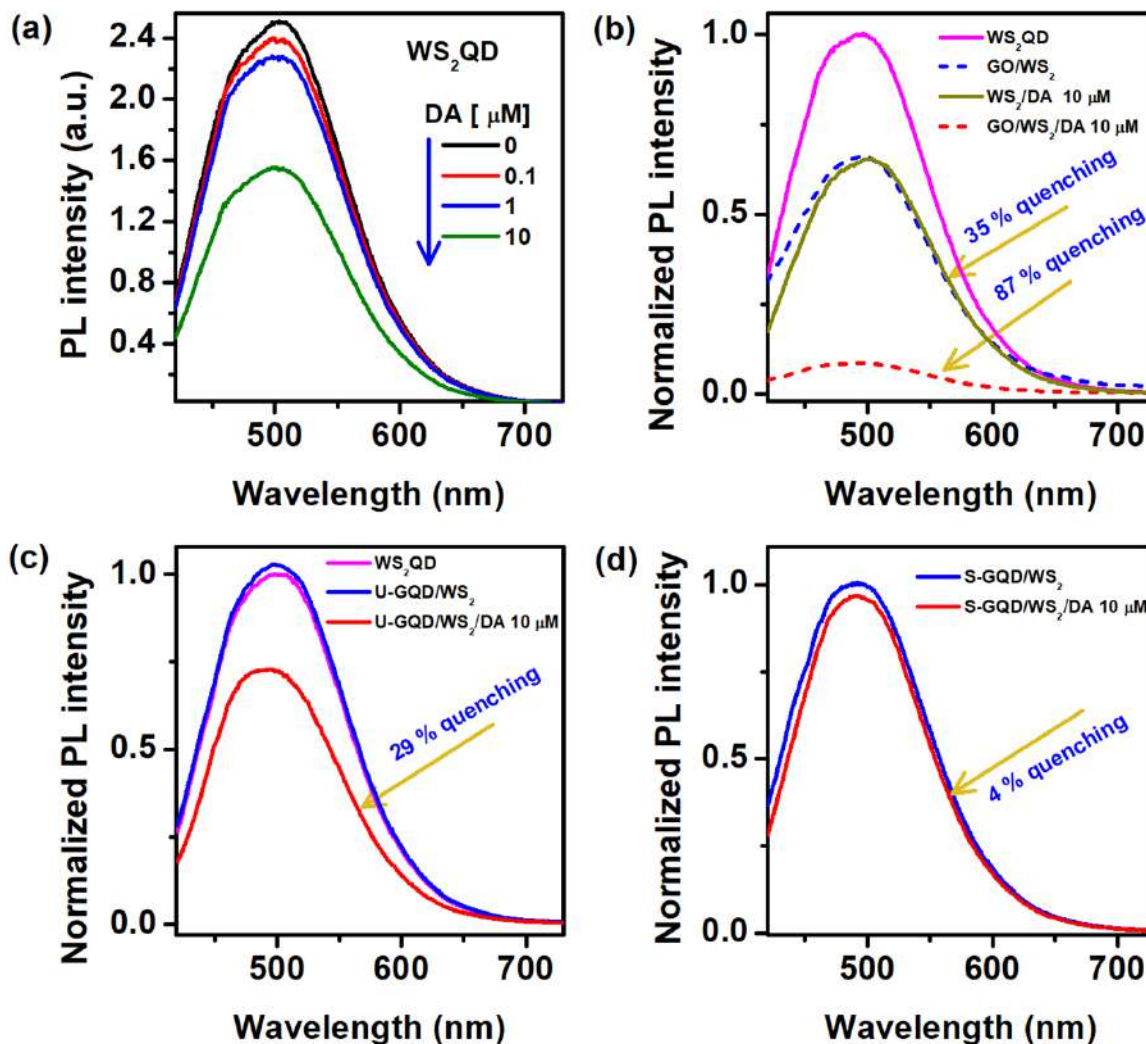 (a)
2.4
2.0
1.6
1.2
0.8
0.4
PL intensity (a.u.)
WS₂QD
DA [ μM]
0
0.1
1
10
500
600
700
Wavelength (nm)
(b)
1.0
0.5
0.0
Normalized PL intensity
WS₂QD
GO/WS₂
WS₂/DA 10 μM
GO/WS₂/DA 10 μM
35 % quenching
87 % quenching
500
600
700
Wavelength (nm)
(c)
1.0
0.5
0.0
Normalized PL intensity
WS₂QD
U-GQD/WS₂
U-GQD/WS₂/DA 10 μM
29 % quenching
500
600
700
Wavelength (nm)
(d)
1.0
0.5
0.0
Normalized PL intensity
S-GQD/WS₂
S-GQD/WS₂/DA 10 μM
4 % quenching
500
600
700
Wavelength (nm)